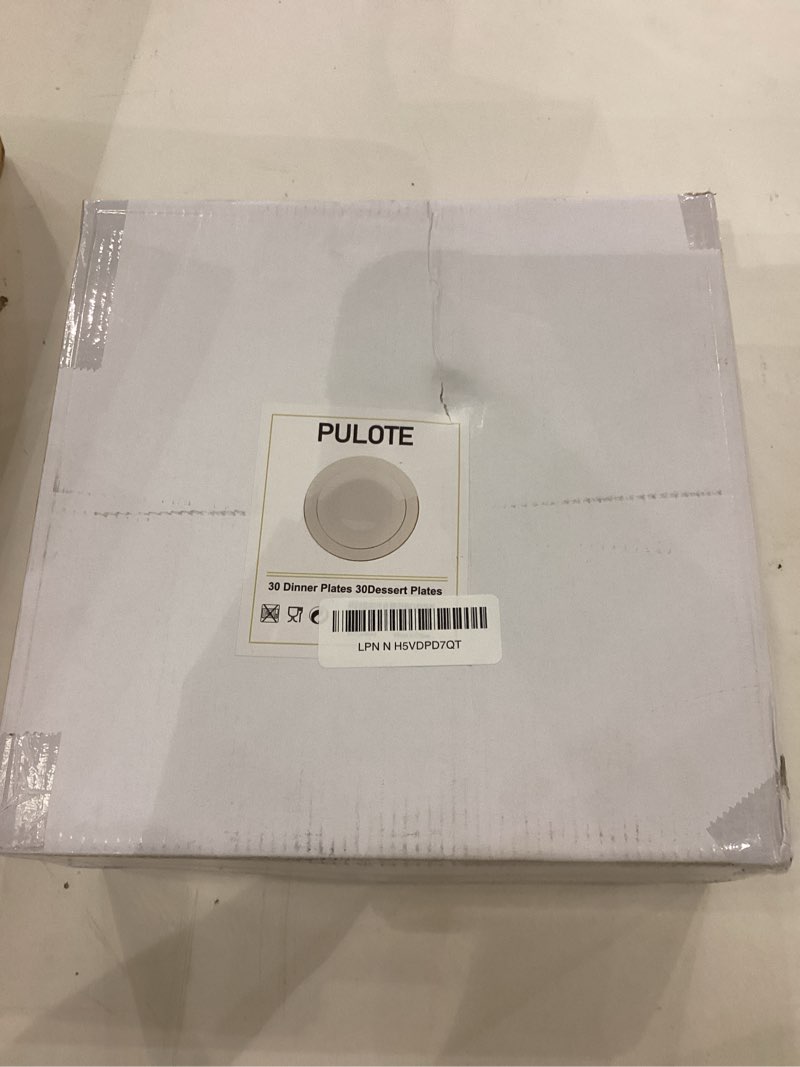 PULOTE
30 Dinner Plates 30Dessert Plates
LPN N H5VDPD7QT